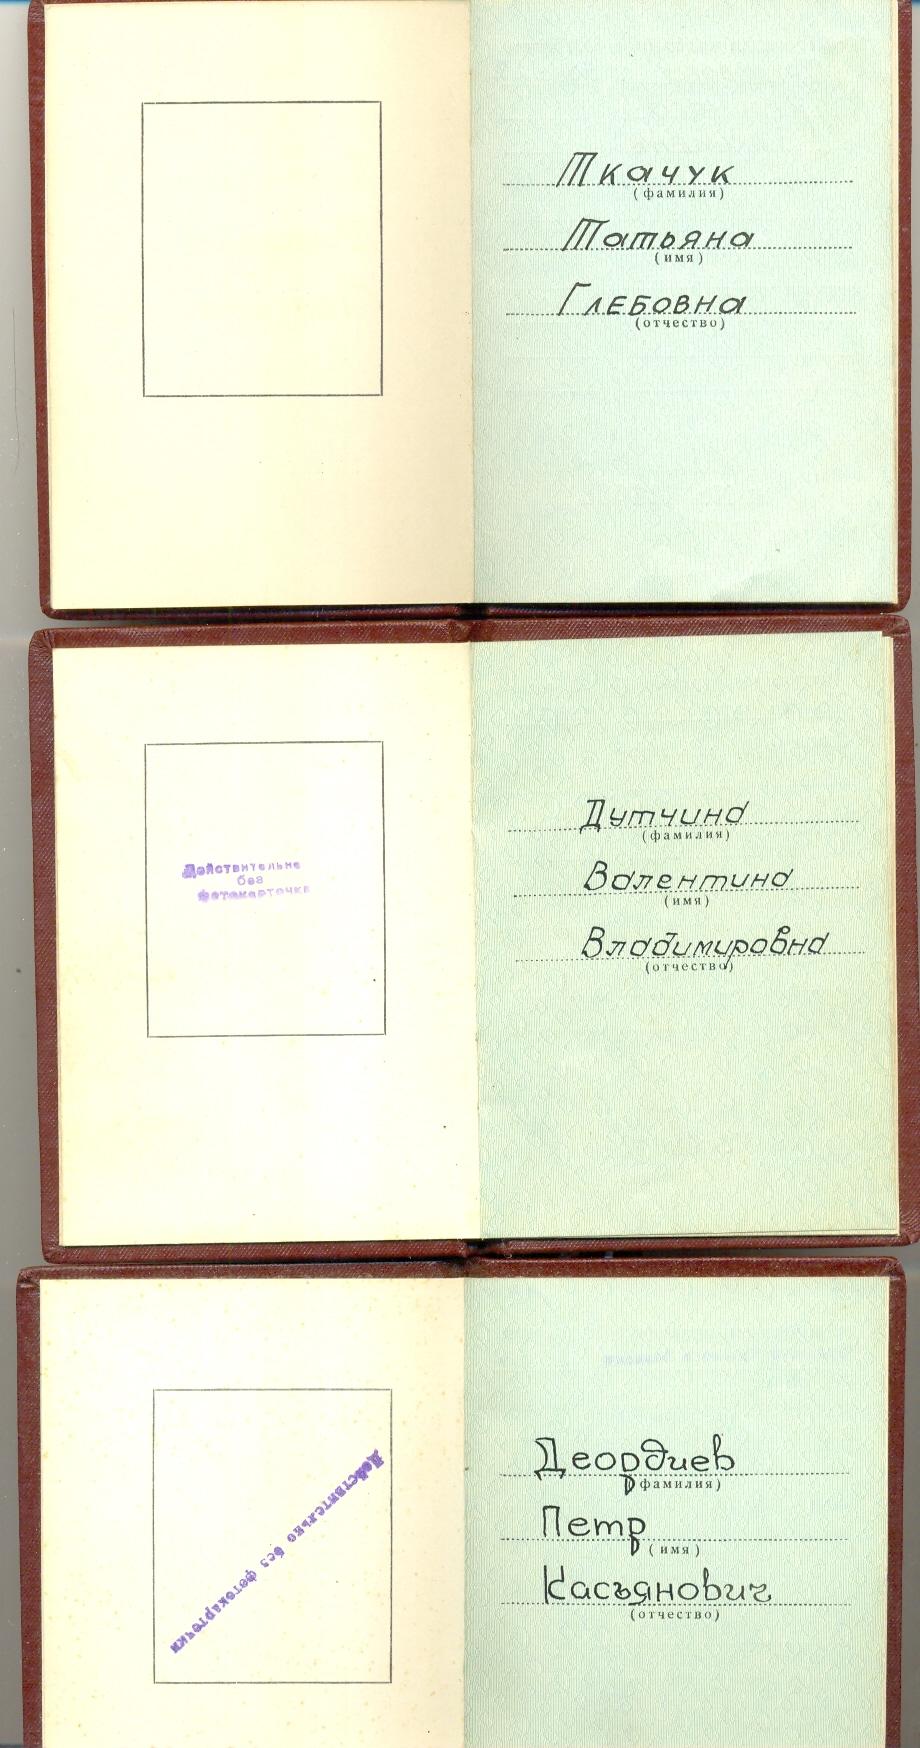 Ткачук
(фамилия)
Татьяна
(имя)
Глебовна
(отчество)
Действительно
без
фотокарточки
Дутчина
(фамилия)
Валентина
(имя)
Владимировна
(отчество)
Действительно без фотокарточки
Деордиев
(фамилия)
Петр
(имя)
Касьянович
(отчество)